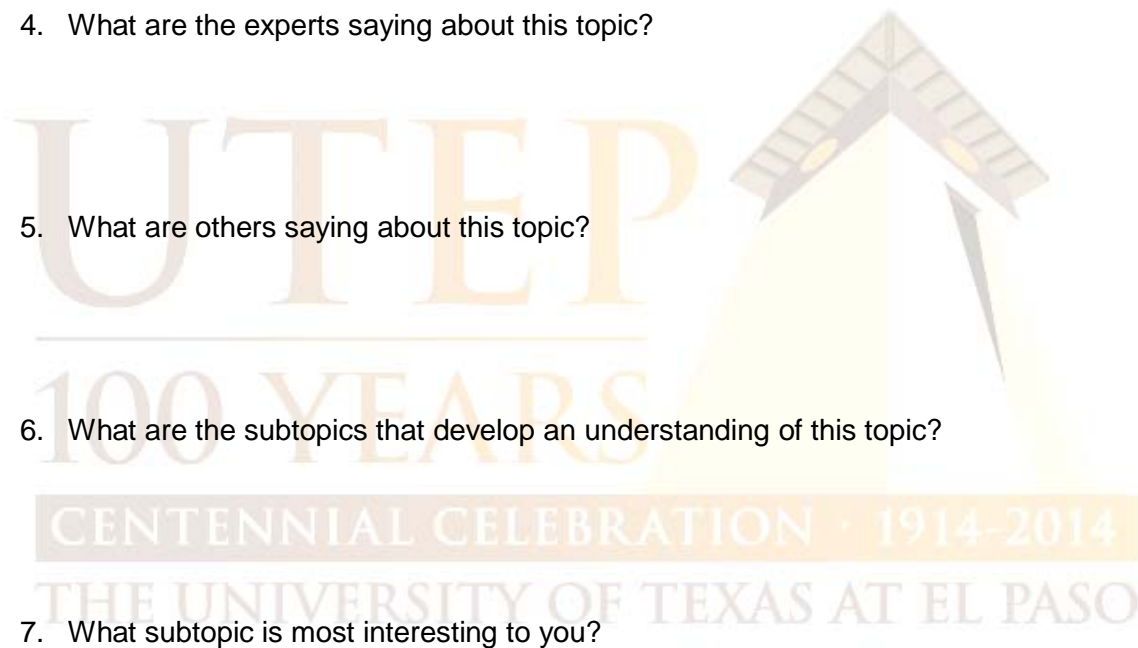 4. What are the experts saying about this topic?
UTEP
5. What are others saying about this topic?
100 YEARS
6. What are the subtopics that develop an understanding of this topic?
CENTENNIAL CELEBRATION · 1914-2014
THE UNIVERSITY OF TEXAS AT EL PASO
7. What subtopic is most interesting to you?